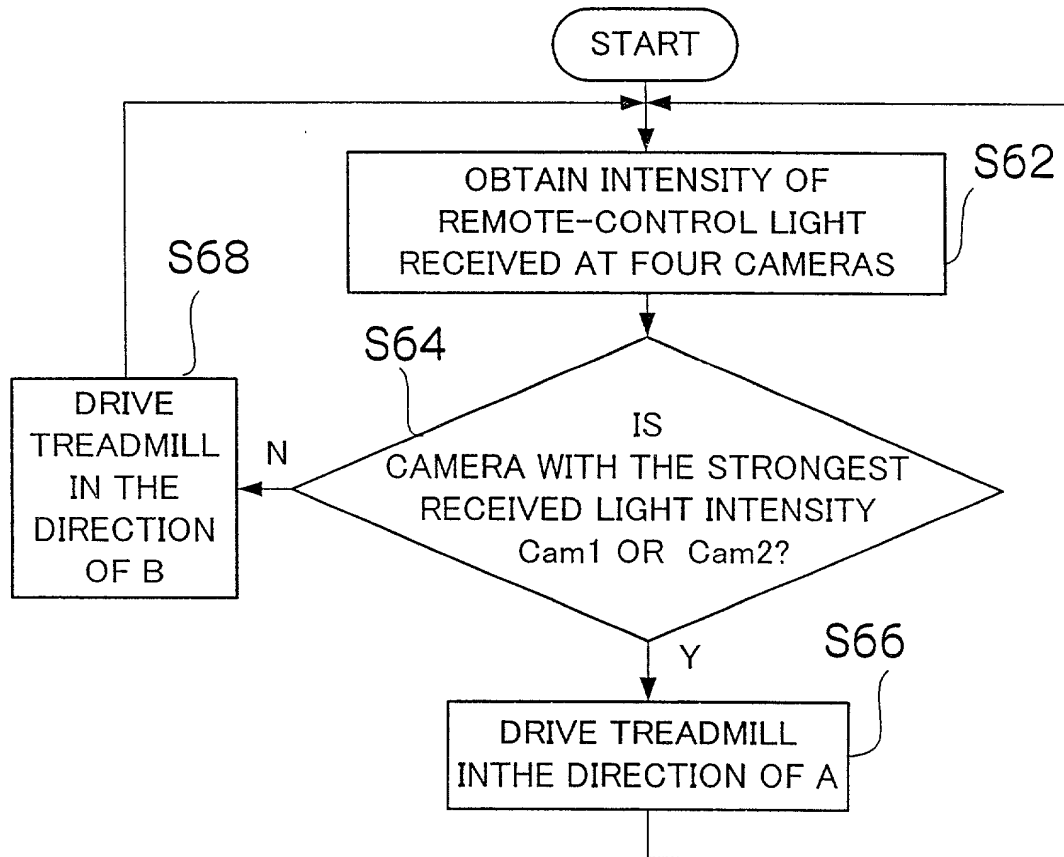 START
S62
OBTAIN INTENSITY OF
REMOTE-CONTROL LIGHT
RECEIVED AT FOUR CAMERAS
S68
DRIVE
TREADMILL
IN THE
DIRECTION
OF B
S64
N
IS
CAMERA WITH THE STRONGEST
RECEIVED LIGHT INTENSITY
Cam1 OR Cam2?
Y
S66
DRIVE TREADMILL
INTHE DIRECTION OF A